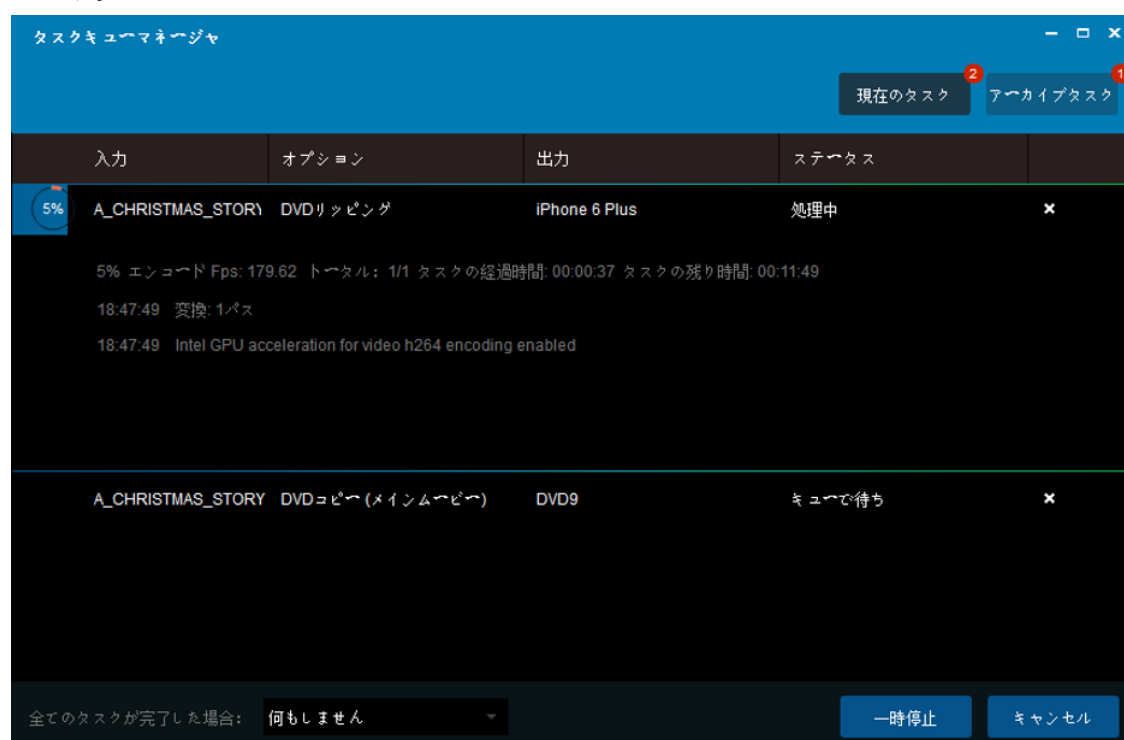 タスクキューマネージャ
2
1
現在のタスク アーカイブタスク
入力 オプション 出力 ステータス
5% A_CHRISTMAS_STORY DVDリッピング iPhone 6 Plus 処理中
5% エンコード Fps: 179.62 トータル: 1/1 タスクの経過時間: 00:00:37 タスクの残り時間: 00:11:49
18:47:49 変換: 1パス
18:47:49 Intel GPU acceleration for video h264 encoding enabled
A_CHRISTMAS_STORY DVDコピー (メインムービー) DVD9 キューで待ち
全てのタスクが完了した場合: 何もしません 一時停止 キャンセル